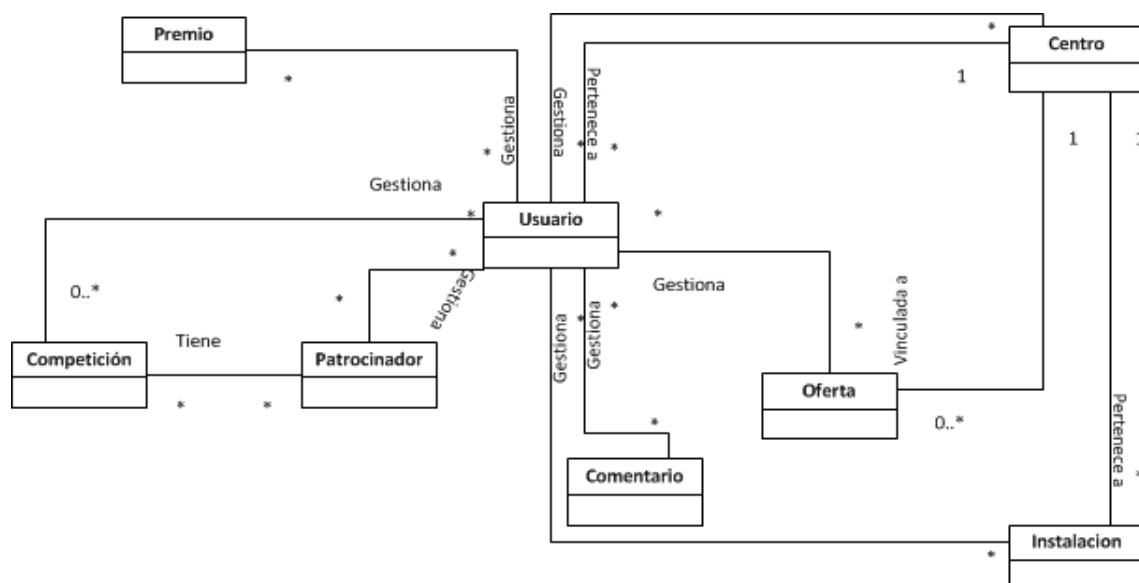 Premio
*
Gestiona
*
Gestiona
*
Pertenece a
*
*
Centro
1
1
1
Gestiona
*
Usuario
*
*
Gestiona
0..*
*
Tiene
Competición
Patrocinador
*
*
Gestiona
*
Vinculada a
Oferta
0..*
Gestiona
*
Gestiona
*
*
Comentario
Pertenece a
*
Instalacion
*